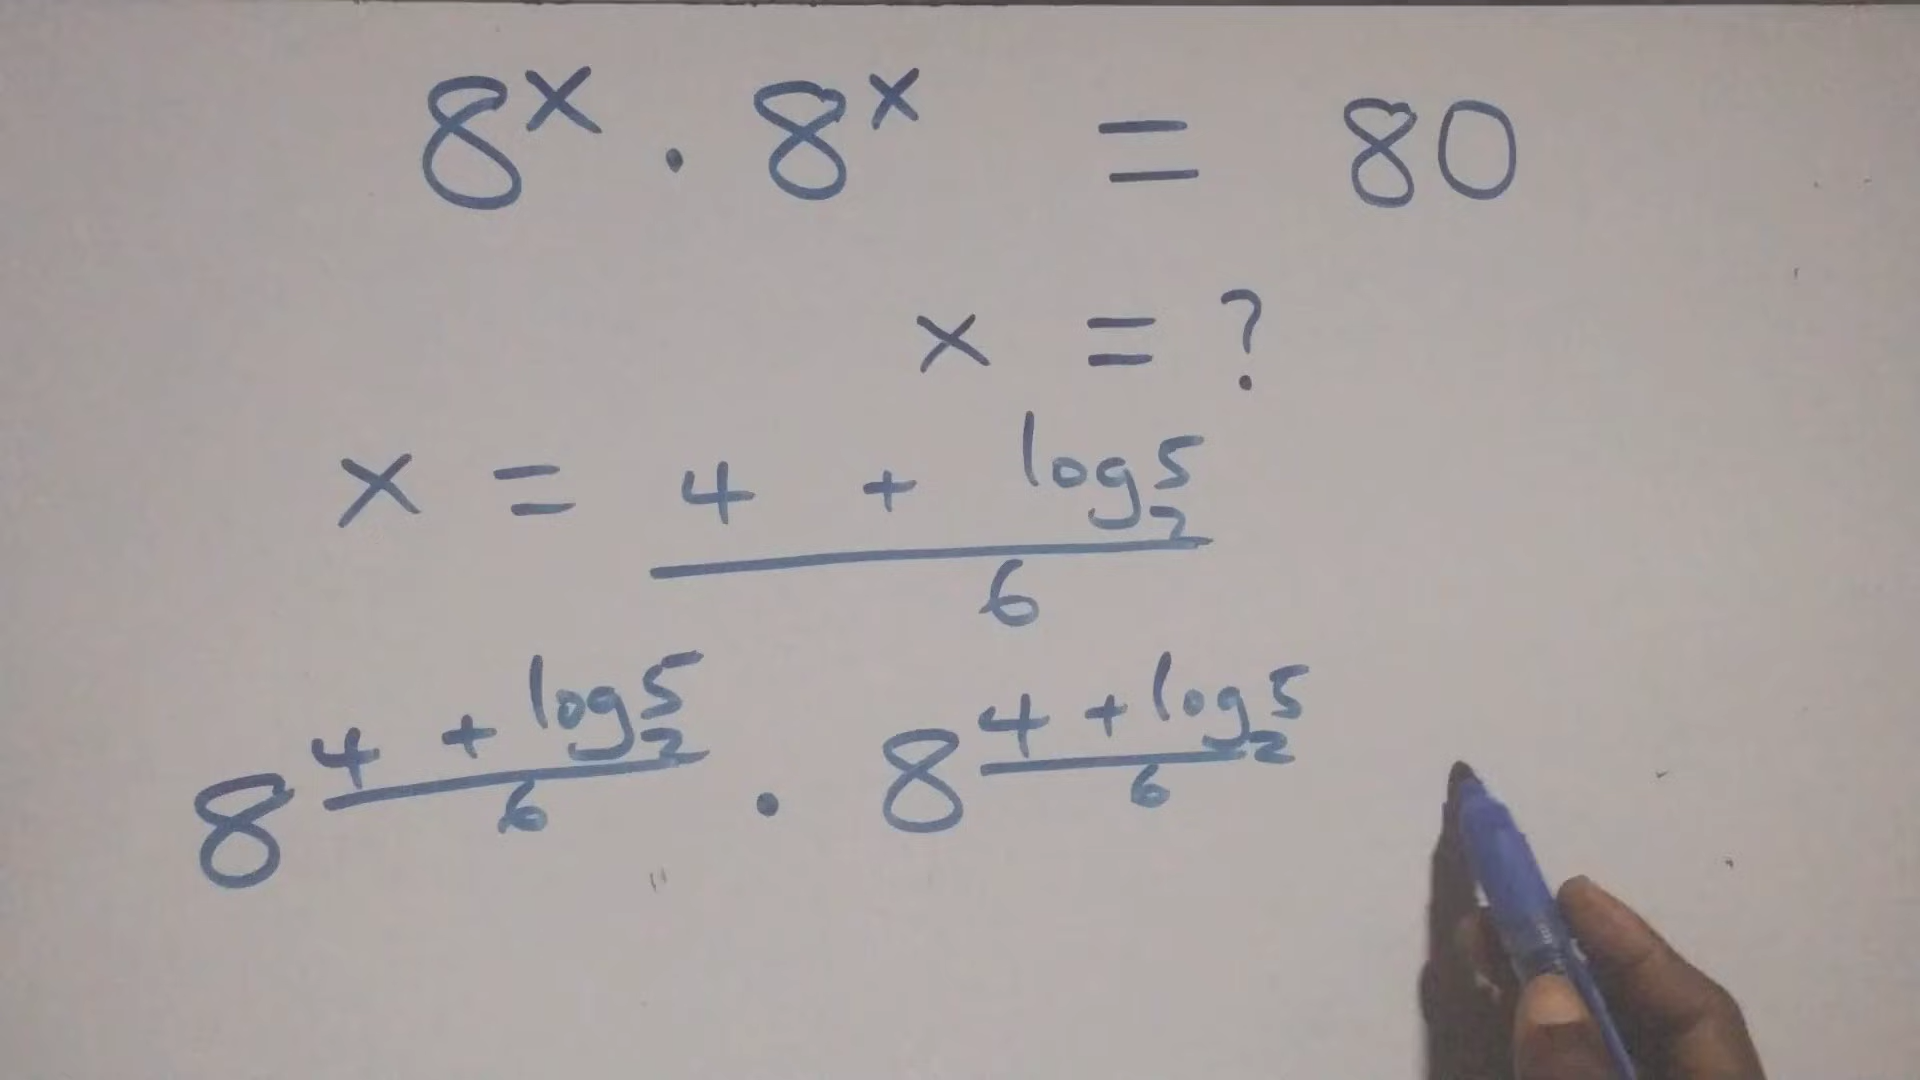 8^x · 8^x = 80
x = ?
x = (4 + log₂5)/6
8^((4 + log₂5)/6) · 8^((4 + log₂5)/6)